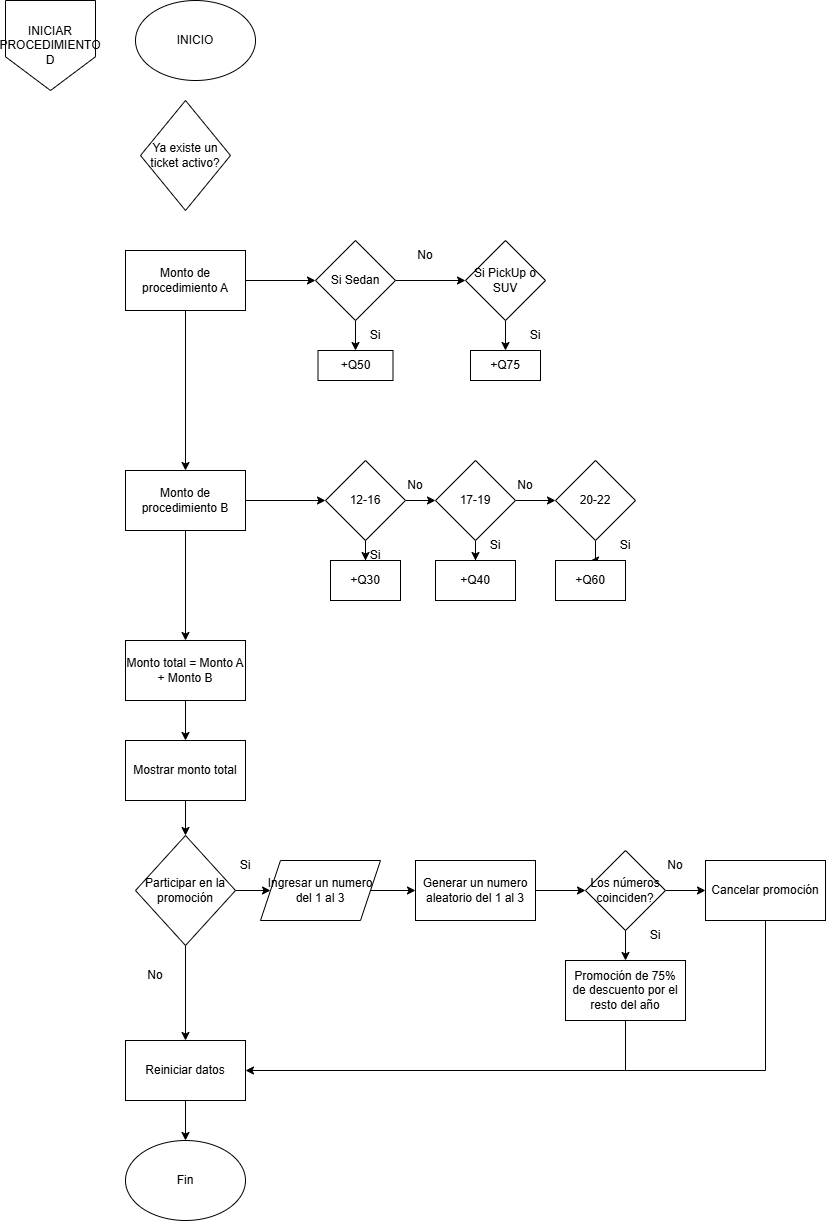 INICIAR
PROCEDIMIENTO
D
INICIO
Ya existe un
ticket activo?
Monto de
procedimiento A
Si Sedan
No
Si PickUp o
SUV
Si
Si
+Q50
+Q75
Monto de
procedimiento B
12-16
No
17-19
No
20-22
Si
Si
Si
+Q30
+Q40
+Q60
Monto total = Monto A
+ Monto B
Mostrar monto total
Participar en la
promoción
Si
Ingresar un numero
del 1 al 3
Generar un numero
aleatorio del 1 al 3
Los números
coinciden?
No
Cancelar promoción
Si
No
Promoción de 75%
de descuento por el
resto del año
Reiniciar datos
Fin